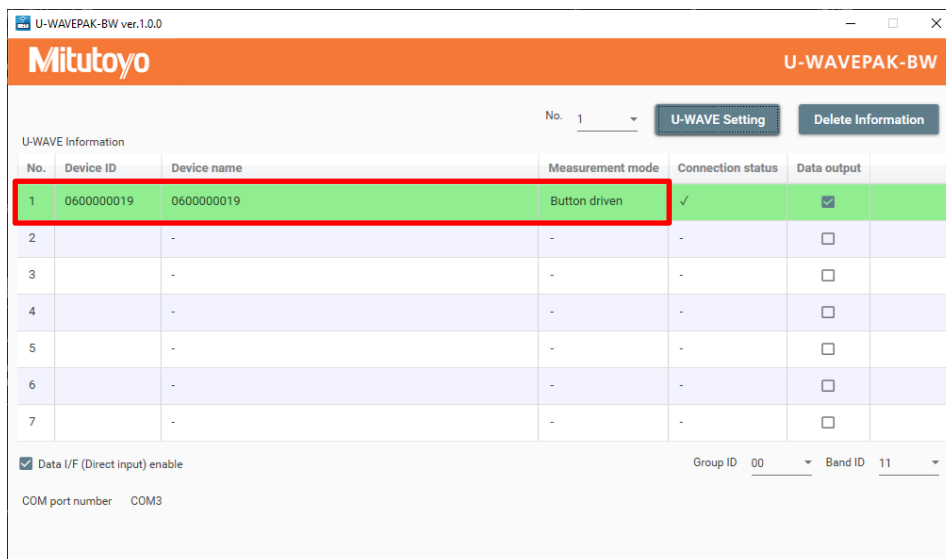 U-WAVEPAK-BW ver.1.0.0
Mitutoyo
U-WAVEPAK-BW
No. 1 U-WAVE Setting Delete Information
U-WAVE Information
No. Device ID Device name Measurement mode Connection status Data output
1 0600000019 0600000019 Button driven ✓
2 - - -
3 - - -
4 - - -
5 - - -
6 - - -
7 - - -
Data I/F (Direct input) enable Group ID 00 Band ID 11
COM port number COM3